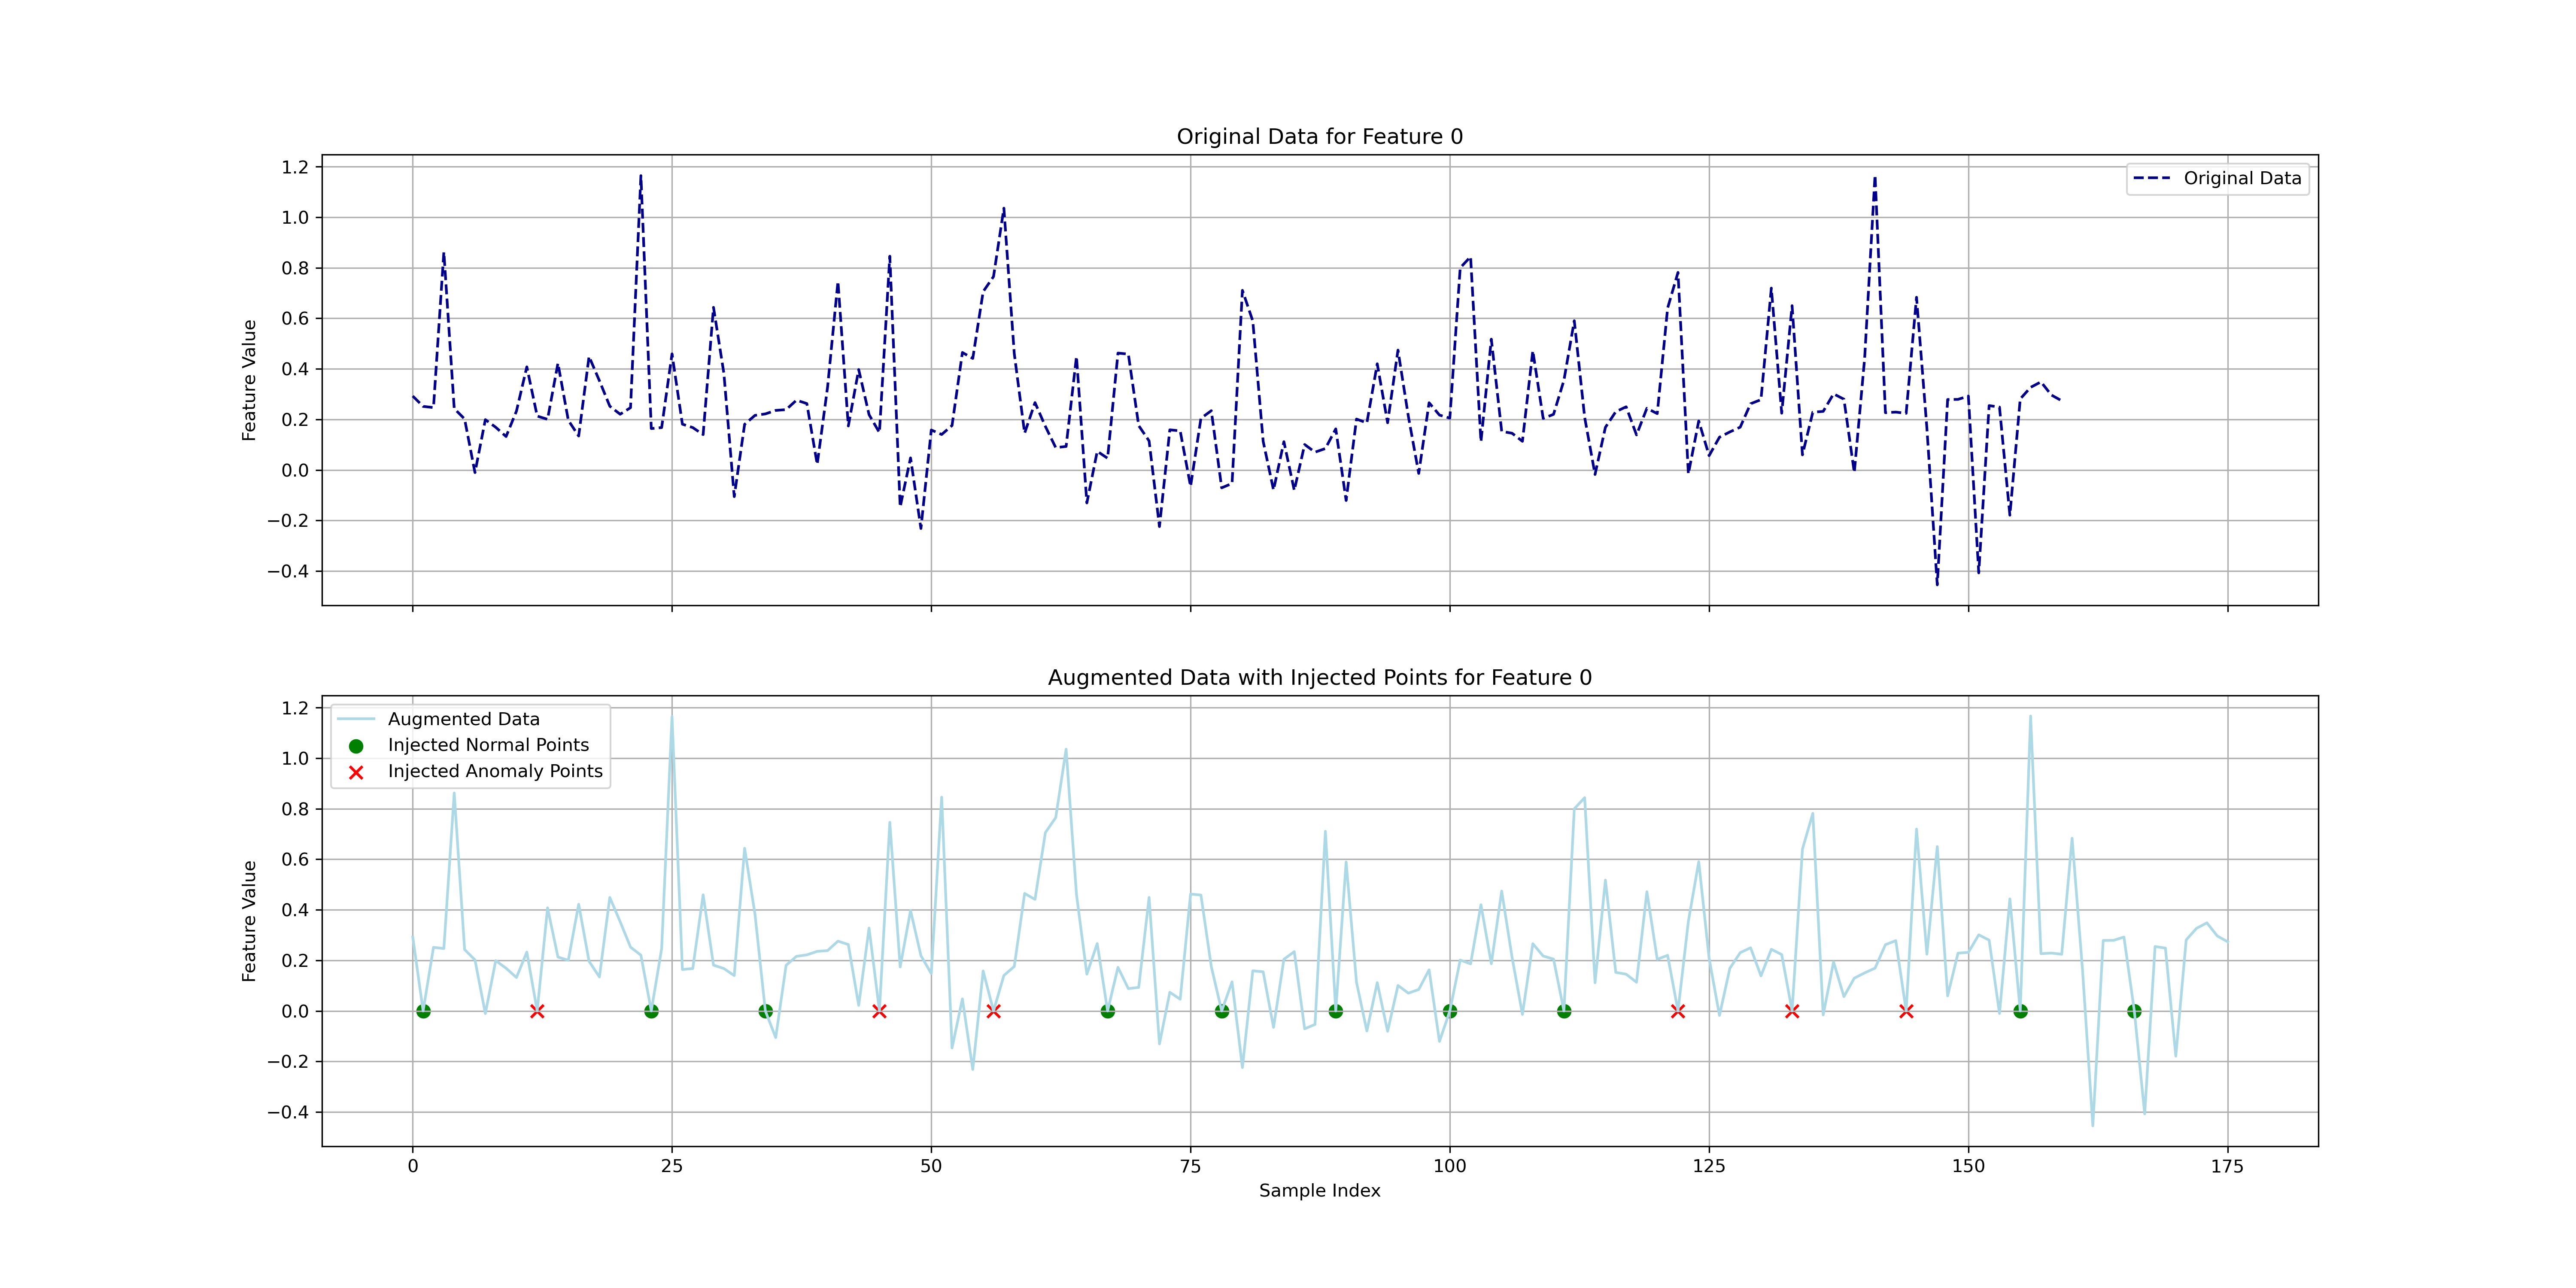 Original Data for Feature 0
1.2
1.0
0.8
0.6
0.4
0.2
0.0
−0.2
−0.4
Feature Value
Original Data
Augmented Data with Injected Points for Feature 0
1.2
1.0
0.8
0.6
0.4
0.2
0.0
−0.2
−0.4
Feature Value
Augmented Data
Injected Normal Points
Injected Anomaly Points
0 25 50 75 100 125 150 175
Sample Index